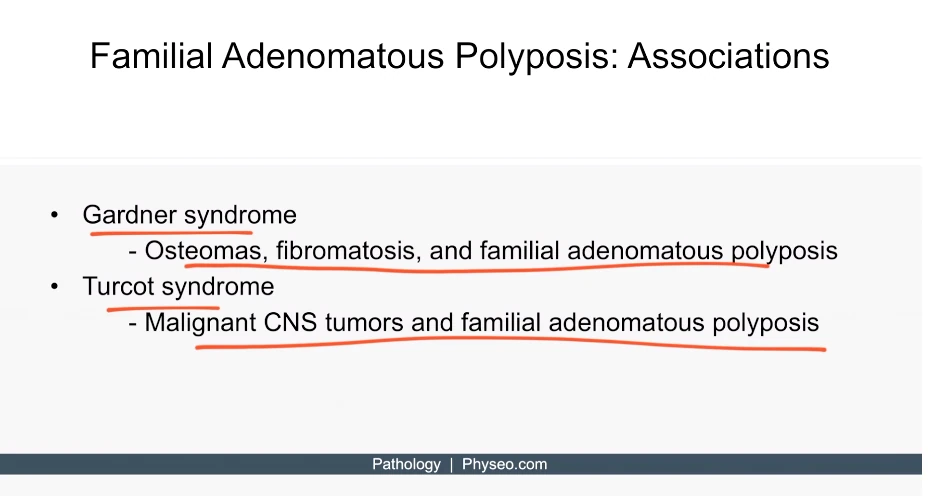 Familial Adenomatous Polyposis: Associations
• Gardner syndrome
- Osteomas, fibromatosis, and familial adenomatous polyposis
• Turcot syndrome
- Malignant CNS tumors and familial adenomatous polyposis
Pathology | Physeo.com